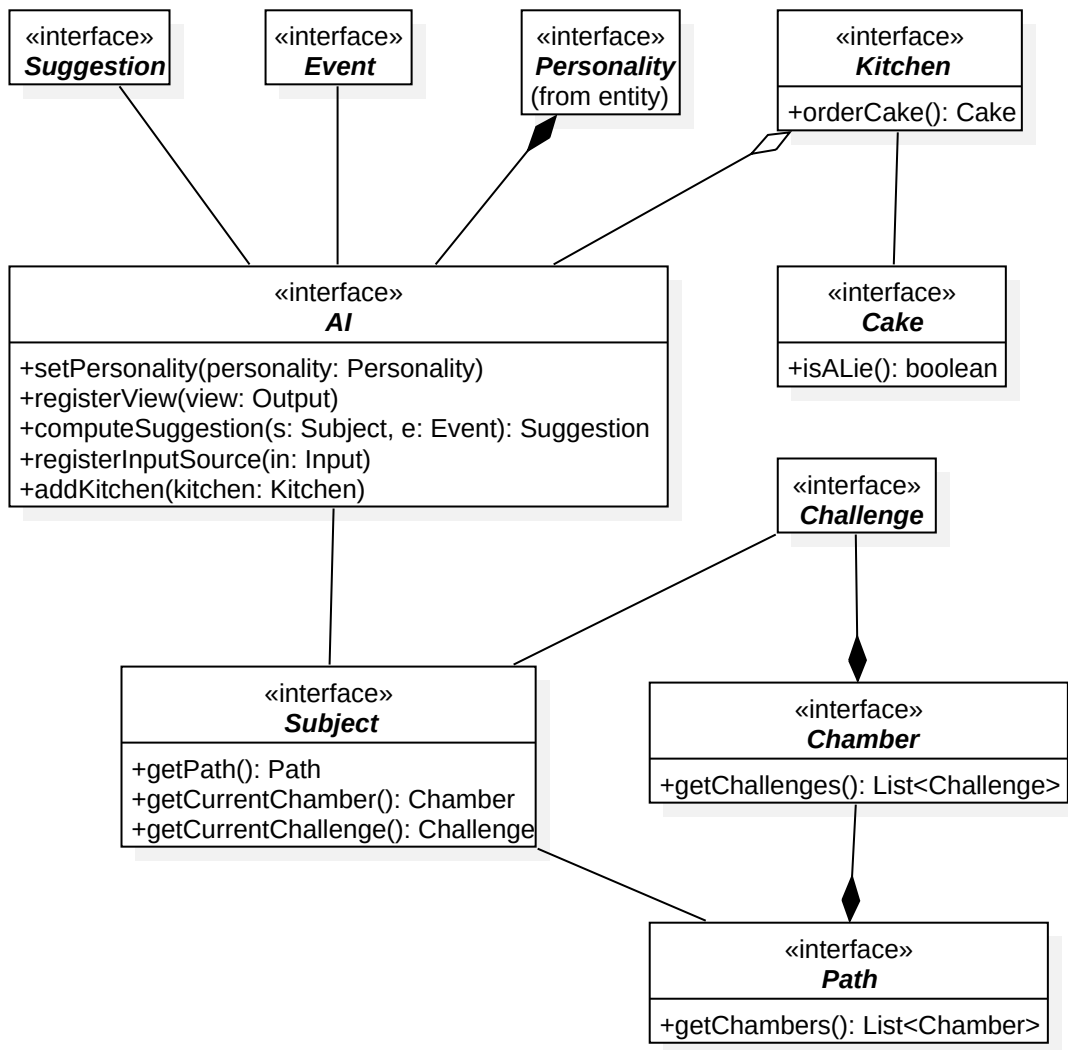 «interface»
Suggestion
«interface»
Event
«interface»
Personality
(from entity)
«interface»
Kitchen
+orderCake(): Cake
«interface»
AI
+setPersonality(personality: Personality)
+registerView(view: Output)
+computeSuggestion(s: Subject, e: Event): Suggestion
+registerInputSource(in: Input)
+addKitchen(kitchen: Kitchen)
«interface»
Cake
+isALie(): boolean
«interface»
Challenge
«interface»
Subject
+getPath(): Path
+getCurrentChamber(): Chamber
+getCurrentChallenge(): Challenge
«interface»
Chamber
+getChallenges(): List<Challenge>
«interface»
Path
+getChambers(): List<Chamber>